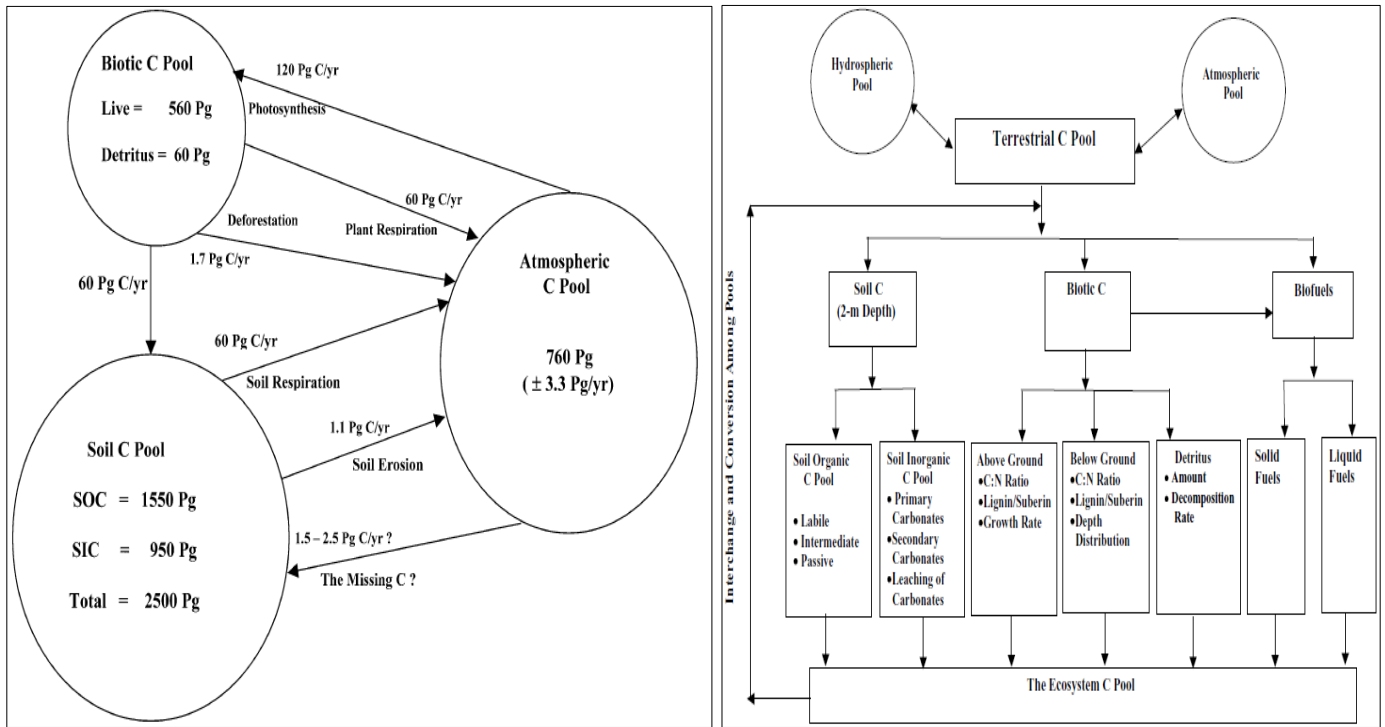 Biotic C Pool
Live = 560 Pg
Detritus = 60 Pg
120 Pg C/yr
Photosynthesis
60 Pg C/yr
Plant Respiration
Deforestation
1.7 Pg C/yr
60 Pg C/yr
Atmospheric
C Pool
760 Pg
( ± 3.3 Pg/yr)
60 Pg C/yr
Soil Respiration
1.1 Pg C/yr
Soil Erosion
Soil C Pool
SOC = 1550 Pg
SIC = 950 Pg
Total = 2500 Pg
1.5 – 2.5 Pg C/yr ?
The Missing C ?
Hydrospheric
Pool
Atmospheric
Pool
Terrestrial C Pool
Interchange and Conversion Among Pools
Soil C
(2-m Depth)
Biotic C
Biofuels
Soil Organic
C Pool
• Labile
• Intermediate
• Passive
Soil Inorganic
C Pool
• Primary
Carbonates
•Secondary
Carbonates
•Leaching of
Carbonates
Above Ground
•C:N Ratio
•Lignin/Suberin
•Growth Rate
Below Ground
•C:N Ratio
•Lignin/Suberin
•Depth
Distribution
Detritus
• Amount
•Decomposition
Rate
Solid
Fuels
Liquid
Fuels
The Ecosystem C Pool